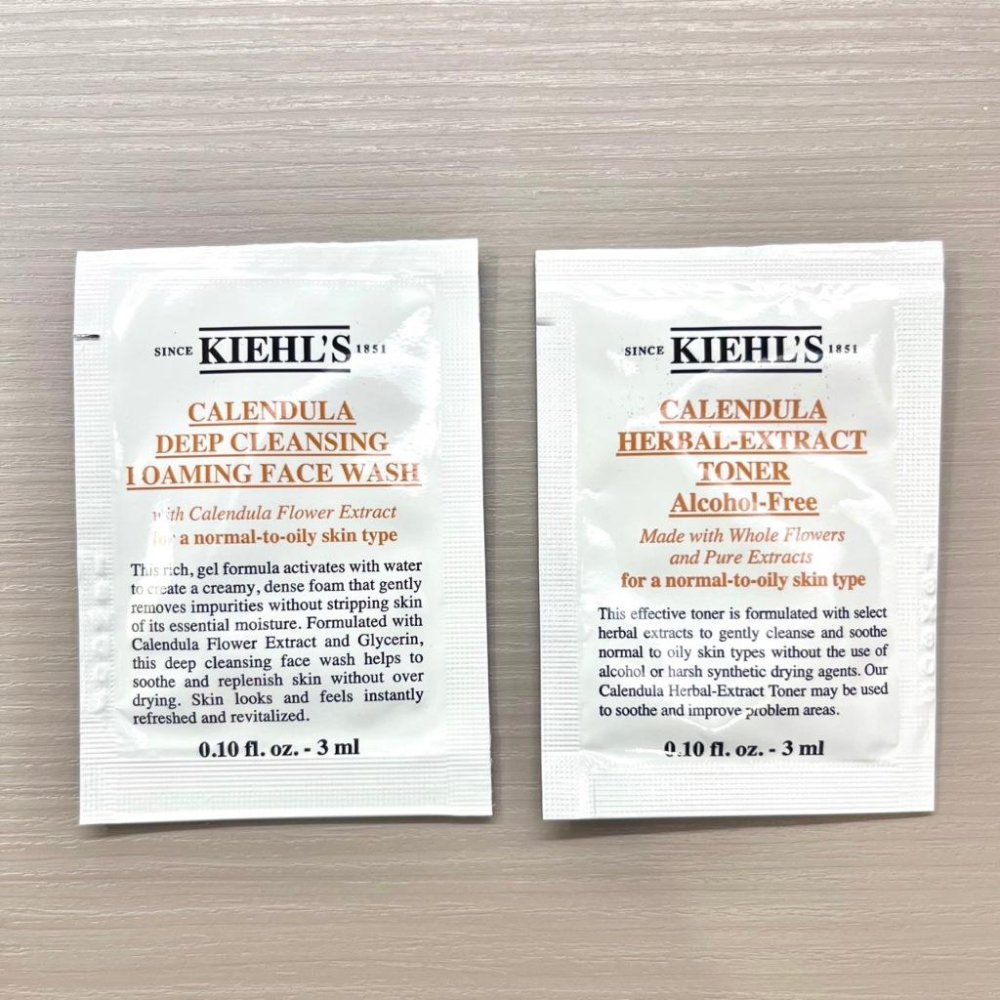 SINCE KIEHL'S 1851
CALENDULA
DEEP CLEANSING
FOAMING FACE WASH
with Calendula Flower Extract
for a normal-to-oily skin type
This rich, gel formula activates with water
to create a creamy, dense foam that gently
removes impurities without stripping skin
of its essential moisture. Formulated with
Calendula Flower Extract and Glycerin,
this deep cleansing face wash helps to
soothe and replenish skin without over
drying. Skin looks and feels instantly
refreshed and revitalized.
0.10 fl. oz. - 3 ml
SINCE KIEHL'S 1851
CALENDULA
HERBAL-EXTRACT
TONER
Alcohol-Free
Made with Whole Flowers
and Pure Extracts
for a normal-to-oily skin type
This effective toner is formulated with select
herbal extracts to gently cleanse and soothe
normal to oily skin types without the use of
alcohol or harsh synthetic drying agents. Our
Calendula Herbal-Extract Toner may be used
to soothe and improve problem areas.
0.10 fl. oz. - 3 ml